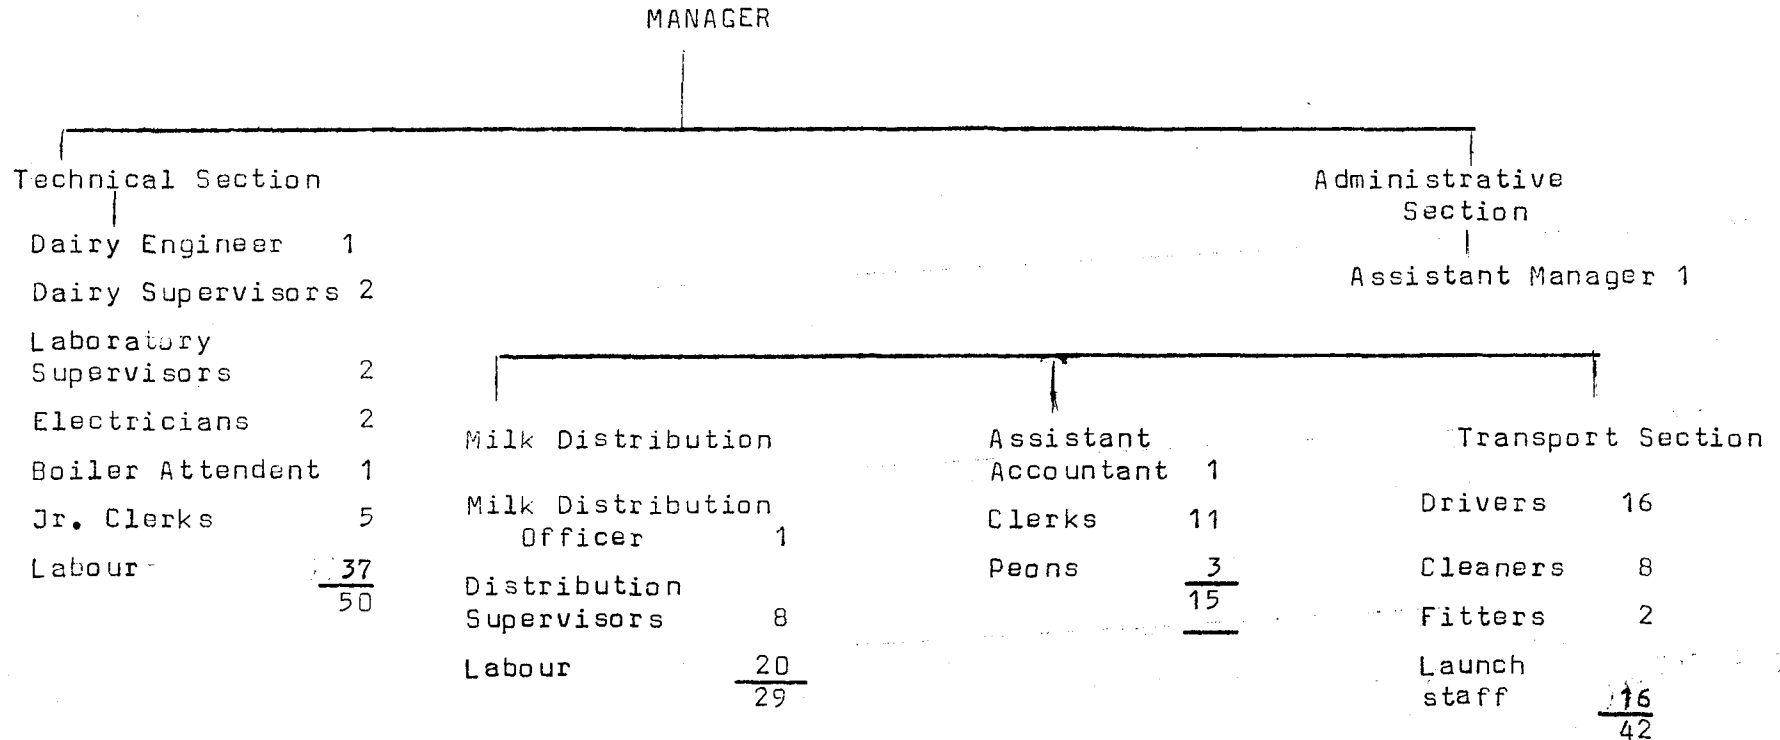 MANAGER
Technical Section
Dairy Engineer 1
Dairy Supervisors 2
Laboratory
Supervisors 2
Electricians 2
Boiler Attendent 1
Jr. Clerks 5
Labour 37
50
Administrative
Section
Assistant Manager 1
Milk Distribution
Milk Distribution
Officer 1
Distribution
Supervisors 8
Labour 20
29
Assistant
Accountant 1
Clerks 11
Peons 3
15
Transport Section
Drivers 16
Cleaners 8
Fitters 2
Launch
staff 16
42